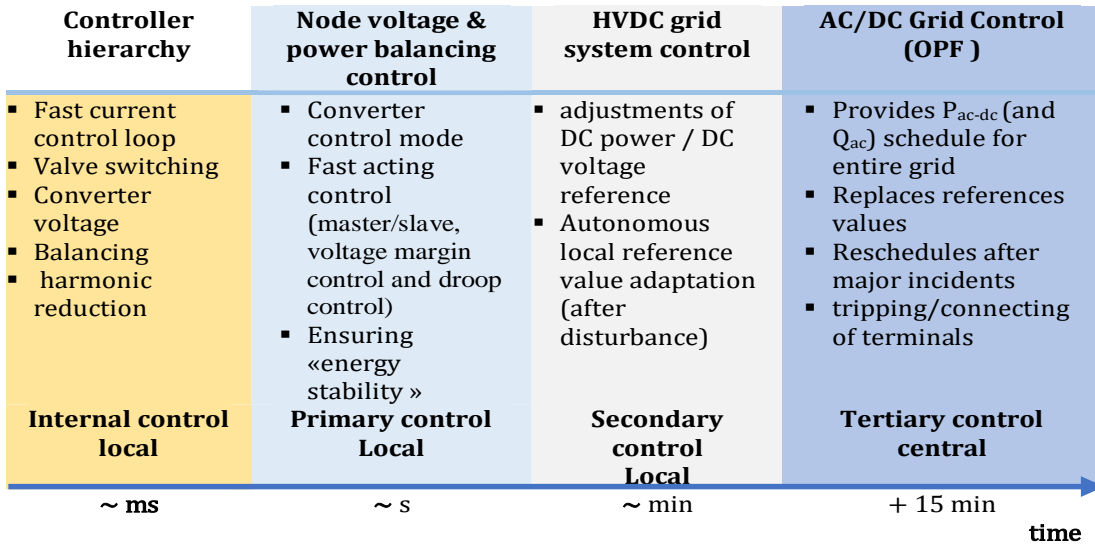 Controller
hierarchy
Node voltage &
power balancing
control
HVDC grid
system control
AC/DC Grid Control
(OPF )
▪ Fast current
control loop
▪ Valve switching
▪ Converter
voltage
▪ Balancing
▪ harmonic
reduction
▪ Converter
control mode
▪ Fast acting
control
(master/slave,
voltage margin
control and droop
control)
▪ Ensuring
«energy
stability »
▪ adjustments of
DC power / DC
voltage
reference
▪ Autonomous
local reference
value adaptation
(after
disturbance)
▪ Provides Pac-dc (and
Qac) schedule for
entire grid
▪ Replaces references
values
▪ Reschedules after
major incidents
▪ tripping/connecting
of terminals
Internal control
local
Primary control
Local
Secondary
control
Local
Tertiary control
central
~ ms
~ s
~ min
+ 15 min
time